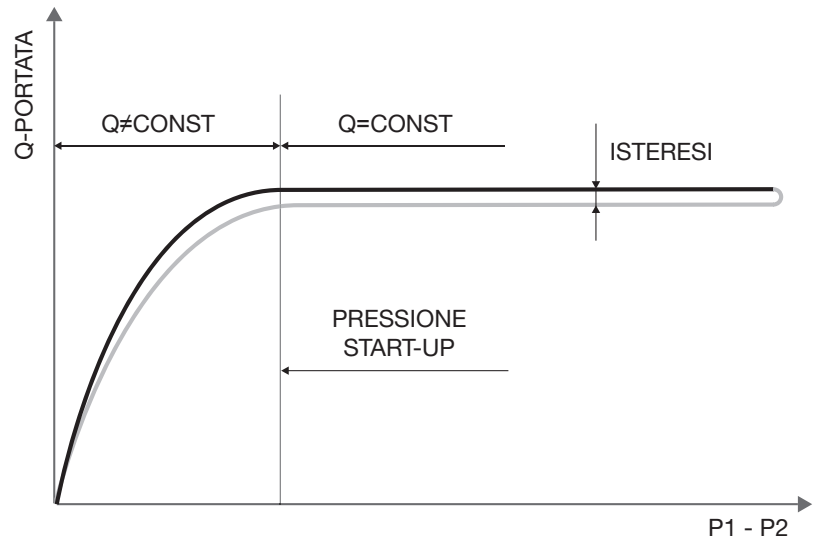 Q-PORTATA
Q≠CONST
Q=CONST
ISTERESI
PRESSIONE
START-UP
P1 - P2